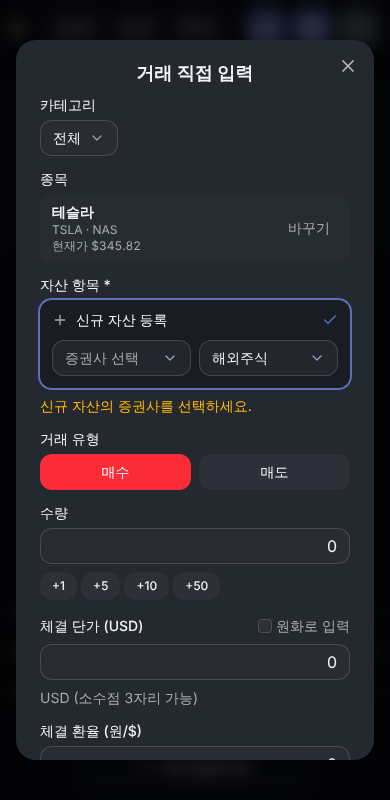 거래 직접 입력
카테고리
전체
종목
테슬라
TSLA · NAS
현재가 $345.82
바꾸기
자산 항목 *
신규 자산 등록
증권사 선택
해외주식
신규 자산의 증권사를 선택하세요.
거래 유형
매수
매도
수량
0
+1
+5
+10
+50
체결 단가 (USD)
원화로 입력
0
USD (소수점 3자리 가능)
체결 환율 (원/$)